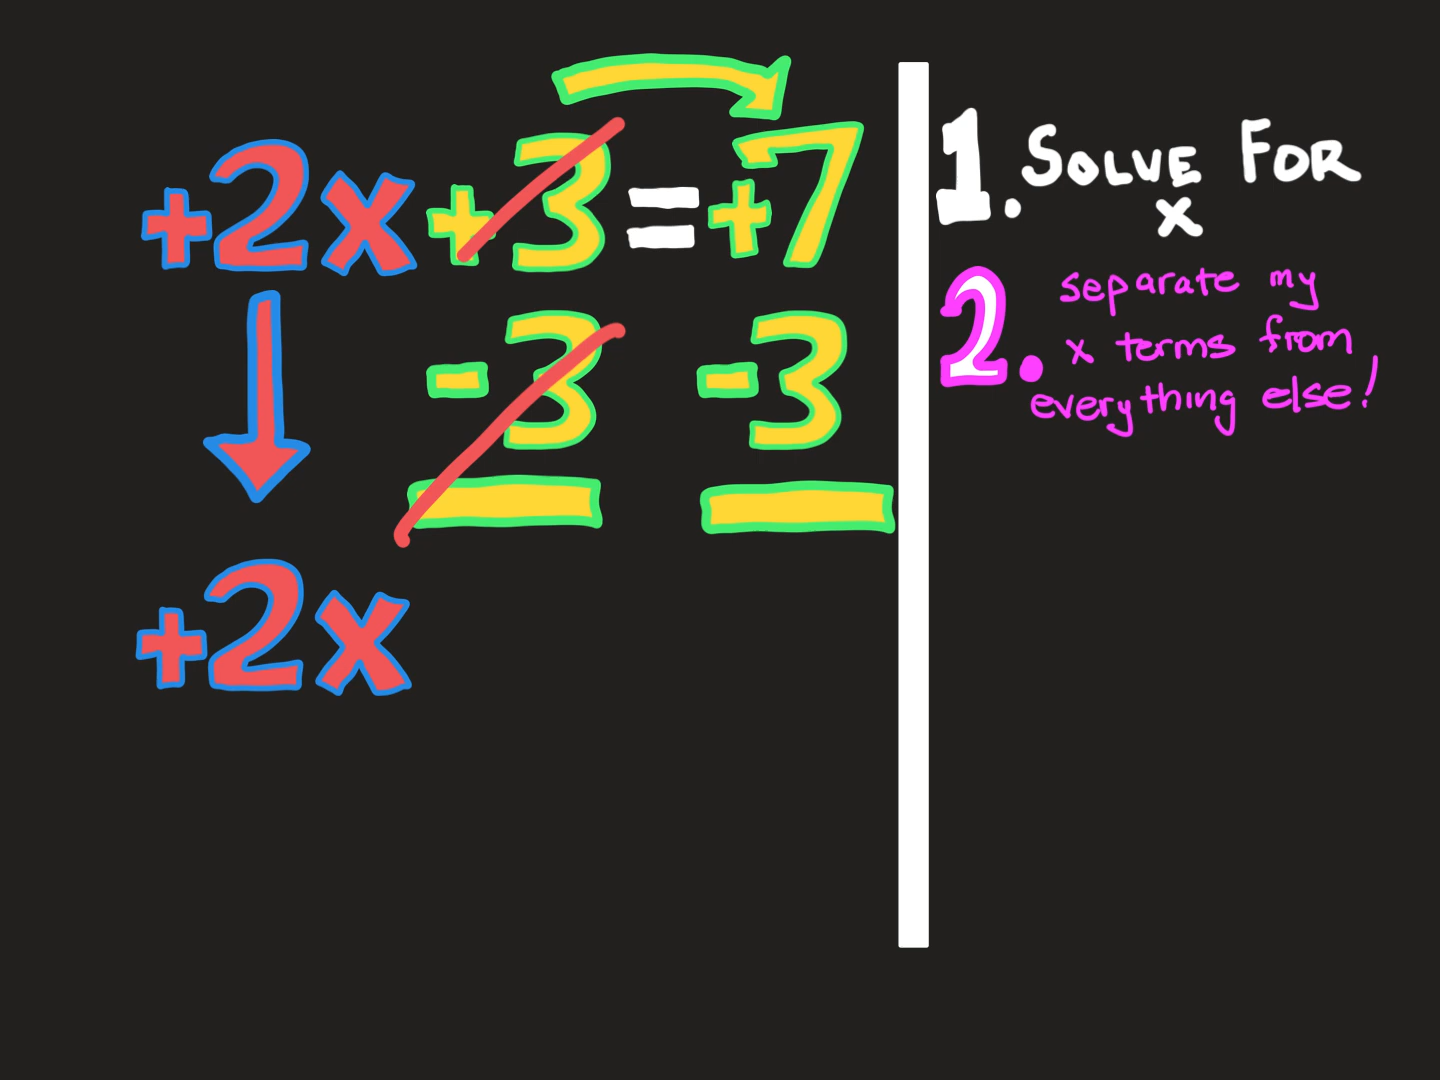 +2x +3 = +7
-3 -3
+2x
1. SOLVE FOR
x
2. separate my
x terms from
everything else!